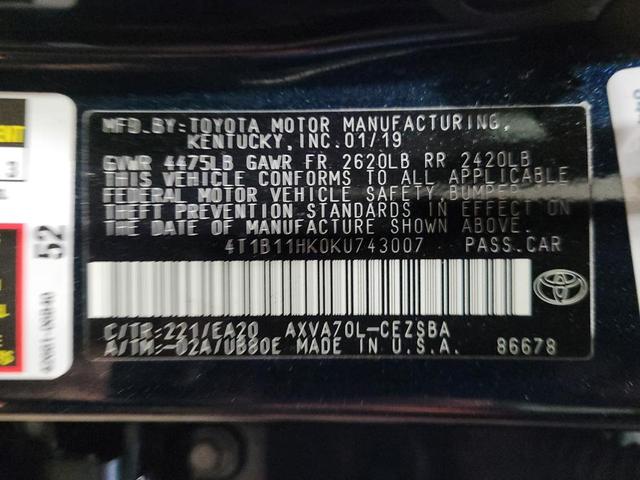 MFD.BY:TOYOTA MOTOR MANUFACTURING,
KENTUCKY, INC.01/19
GVWR 4475LB GAWR FR 2620LB RR 2420LB
THIS VEHICLE CONFORMS TO ALL APPLICABLE
FEDERAL MOTOR VEHICLE SAFETY, BUMPER, &
THEFT PREVENTION STANDARDS IN EFFECT ON
THE DATE OF MANUFACTURE SHOWN ABOVE.
4T1B11HK0KU743007 PASS.CAR
C/TR:221/EA20 AXVA70L-CEZSBA
A/TM:-02A/UB80E MADE IN U.S.A. 86678
52
3